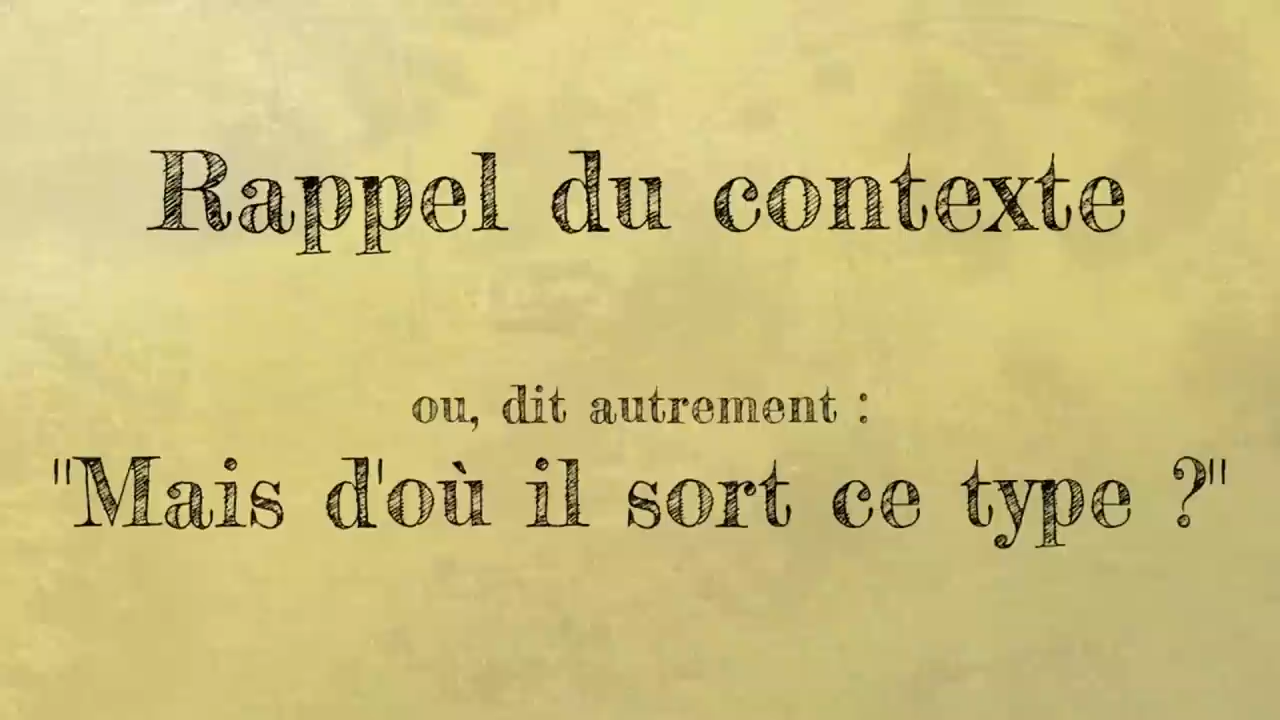 Rappel du contexte
ou, dit autrement :
"Mais d'où il sort ce type ?"